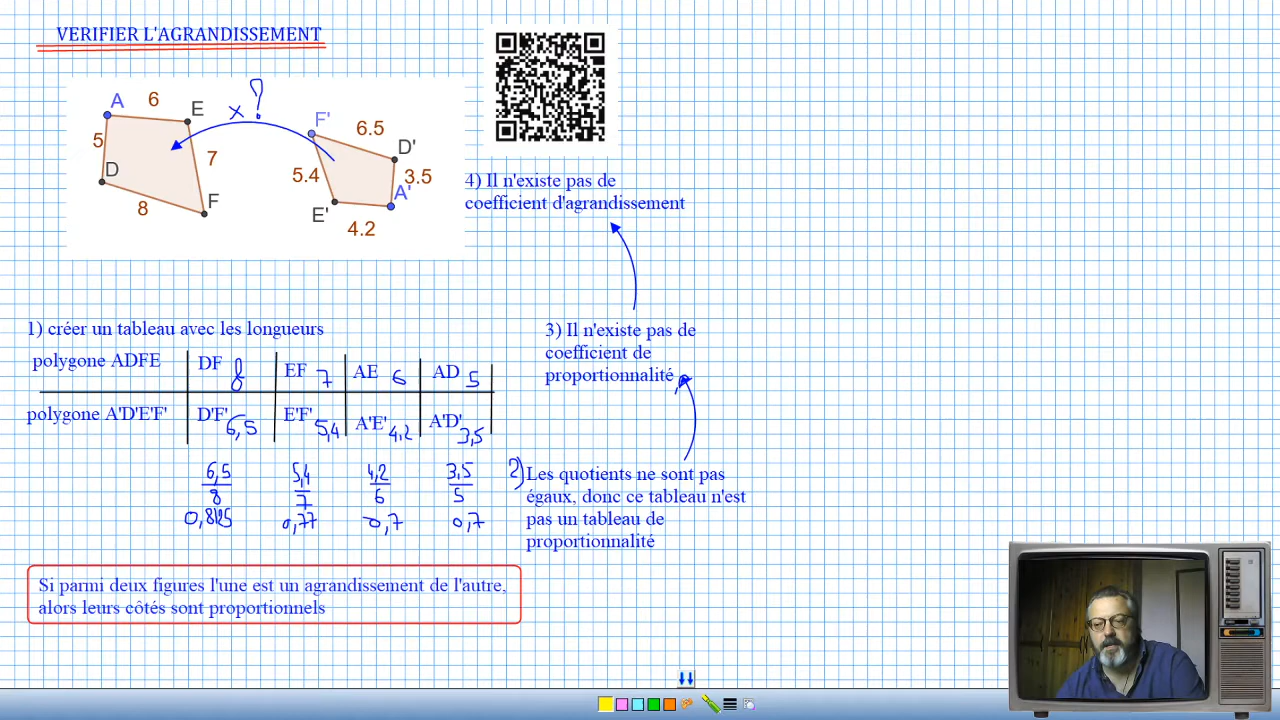 VERIFIER L'AGRANDISSEMENT
A 6 E
x ?
F' 6.5
D'
5 7
D
5.4 3.5
A'
F
8
E'
4.2
4) Il n'existe pas de
coefficient d'agrandissement
1) créer un tableau avec les longueurs
3) Il n'existe pas de
coefficient de
proportionnalité
polygone ADFE DF 8 EF 7 AE 6 AD 5
polygone A'D'E'F' D'F' 6,5 E'F' 5,4 A'E' 4,2 A'D' 3,5
6,5 5,4 4,2 3,5
8 7 6 5
0,8125 0,77 0,7 0,7
2) Les quotients ne sont pas
égaux, donc ce tableau n'est
pas un tableau de
proportionnalité
Si parmi deux figures l'une est un agrandissement de l'autre,
alors leurs côtés sont proportionnels